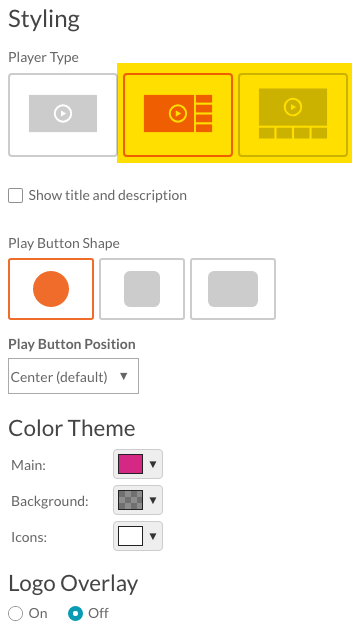 Styling
Player Type
Show title and description
Play Button Shape
Play Button Position
Center (default)
Color Theme
Main:
Background:
Icons:
Logo Overlay
On Off